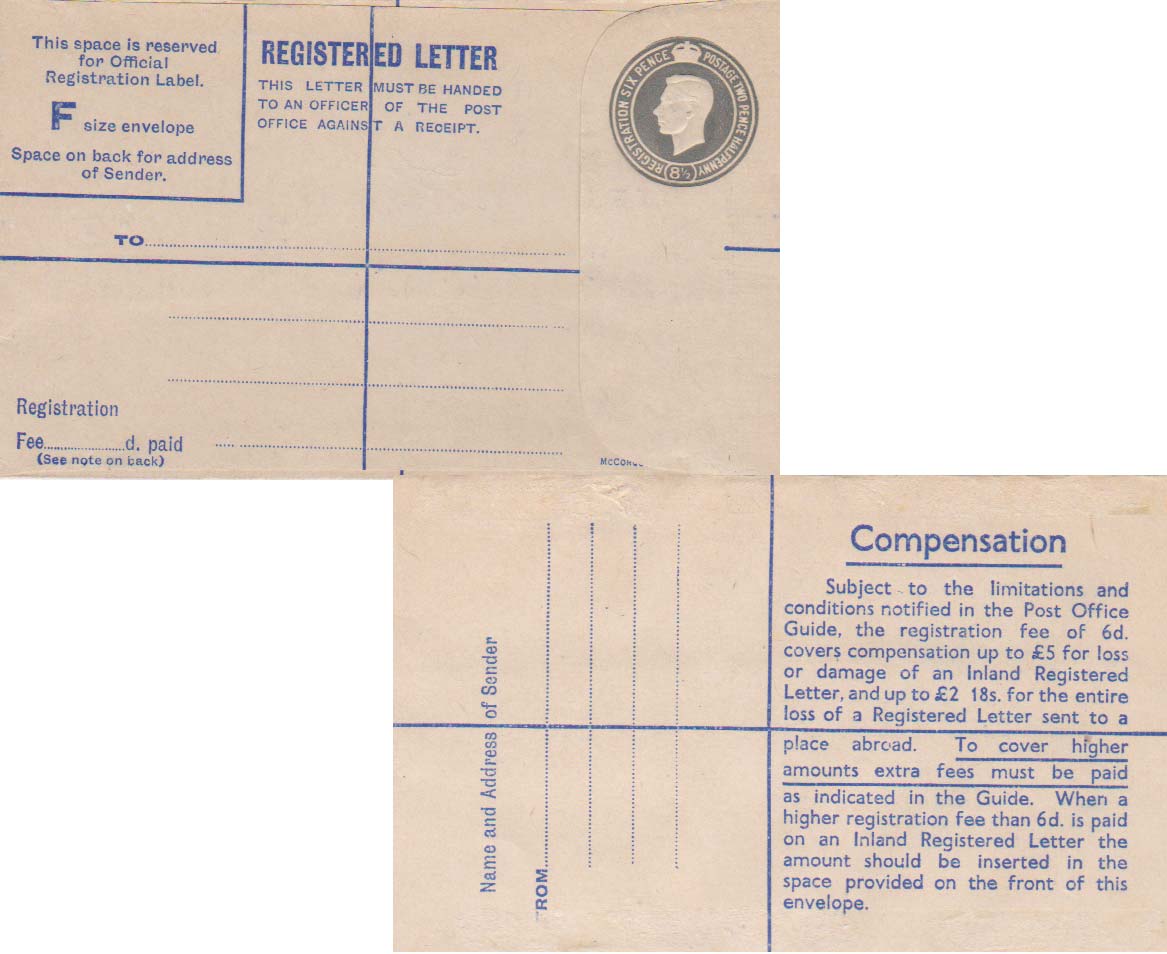 This space is reserved
for Official
Registration Label.
F size envelope
Space on back for address
of Sender.
REGISTERED LETTER
THIS LETTER MUST BE HANDED
TO AN OFFICER OF THE POST
OFFICE AGAINST A RECEIPT.
REGISTRATION SIX PENCE POSTAGE TWO PENCE HALFPENNY
(8½)
TO
Registration
Fee d. paid
(See note on back)
Name and Address of Sender
FROM
Compensation
Subject to the limitations and
conditions notified in the Post Office
Guide, the registration fee of 6d.
covers compensation up to £5 for loss
or damage of an Inland Registered
Letter, and up to £2 18s. for the entire
loss of a Registered Letter sent to a
place abroad. To cover higher
amounts extra fees must be paid
as indicated in the Guide. When a
higher registration fee than 6d. is paid
on an Inland Registered Letter the
amount should be inserted in the
space provided on the front of this
envelope.